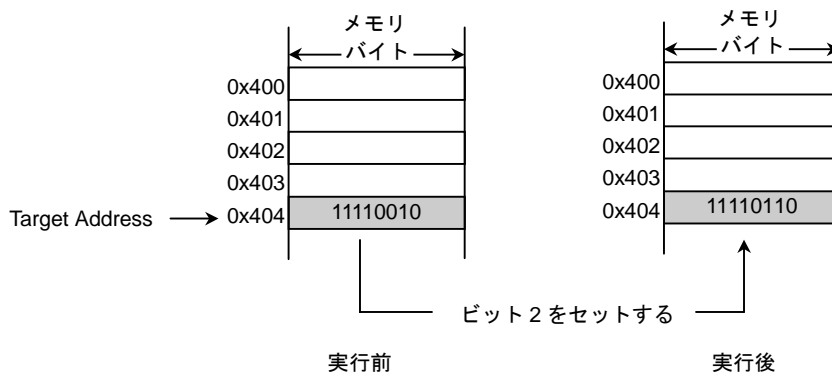 メモリ
バイト
0x400
0x401
0x402
0x403
Target Address
0x404
11110010
メモリ
バイト
0x400
0x401
0x402
0x403
0x404
11110110
ビット 2 をセットする
実行前
実行後